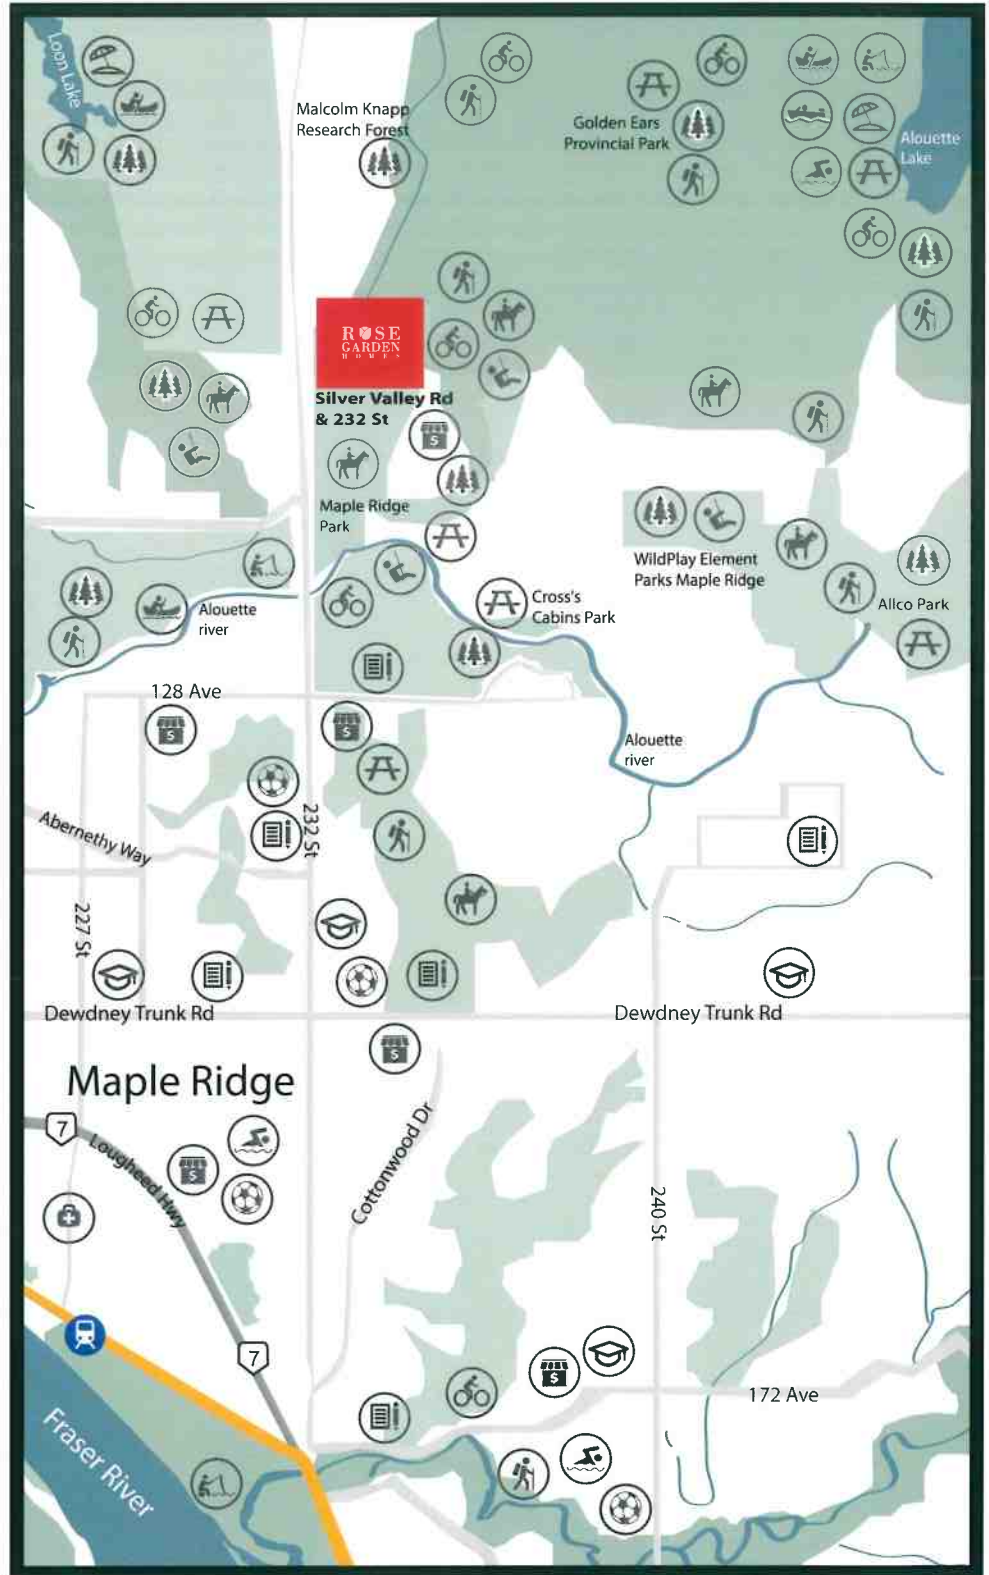 Loon Lake
Malcolm Knapp
Research Forest
Golden Ears
Provincial Park
Alouette
Lake
ROSE
GARDEN
HOMES
Silver Valley Rd
& 232 St
$
Maple Ridge
Park
WildPlay Element
Parks Maple Ridge
Allco Park
Cross's
Cabins Park
Alouette
river
128 Ave
$
$
Alouette
river
Abernethy Way
232 St
227 St
Dewdney Trunk Rd
Dewdney Trunk Rd
$
Maple Ridge
7
Lougheed Hwy
$
Cottonwood Dr
240 St
7
$
172 Ave
Fraser River